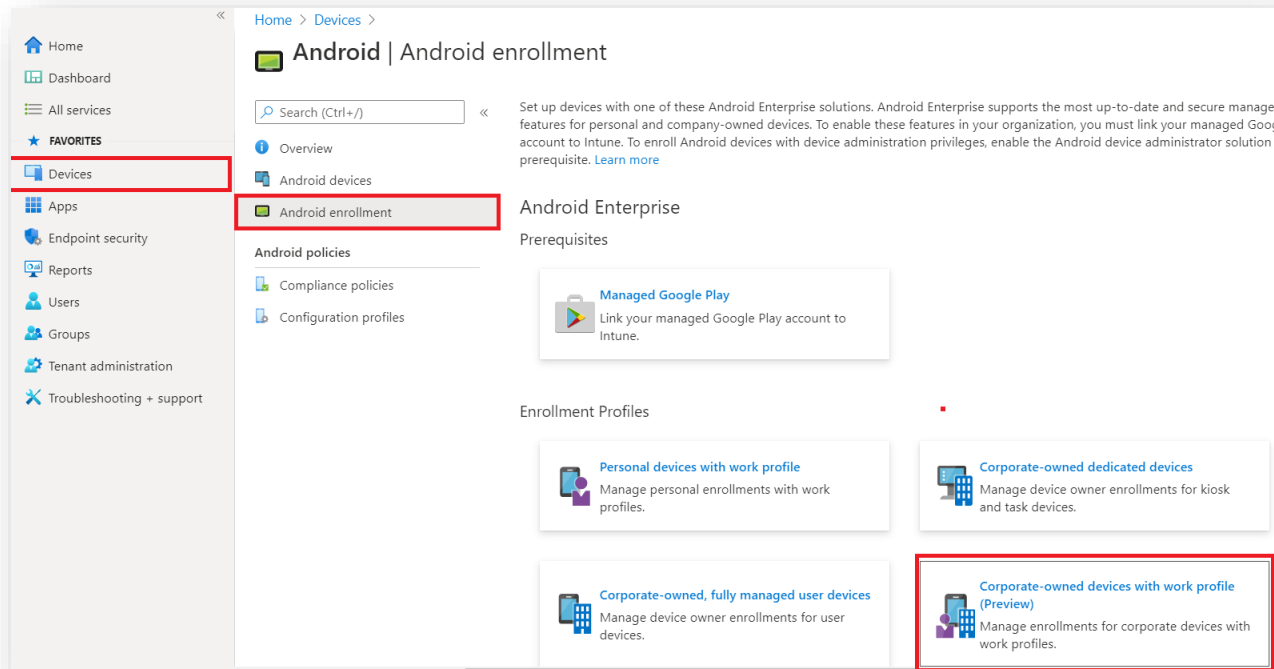 «
Home
Dashboard
All services
FAVORITES
Devices
Apps
Endpoint security
Reports
Users
Groups
Tenant administration
Troubleshooting + support
Home > Devices >
Android | Android enrollment
Search (Ctrl+/)
«
Overview
Android devices
Android enrollment
Android policies
Compliance policies
Configuration profiles
Set up devices with one of these Android Enterprise solutions. Android Enterprise supports the most up-to-date and secure manage
features for personal and company-owned devices. To enable these features in your organization, you must link your managed Goo
account to Intune. To enroll Android devices with device administration privileges, enable the Android device administrator solution
prerequisite. Learn more
Android Enterprise
Prerequisites
Managed Google Play
Link your managed Google Play account to
Intune.
Enrollment Profiles
Personal devices with work profile
Manage personal enrollments with work
profiles.
Corporate-owned dedicated devices
Manage device owner enrollments for kiosk
and task devices.
Corporate-owned, fully managed user devices
Manage device owner enrollments for user
devices.
Corporate-owned devices with work profile
(Preview)
Manage enrollments for corporate devices with
work profiles.